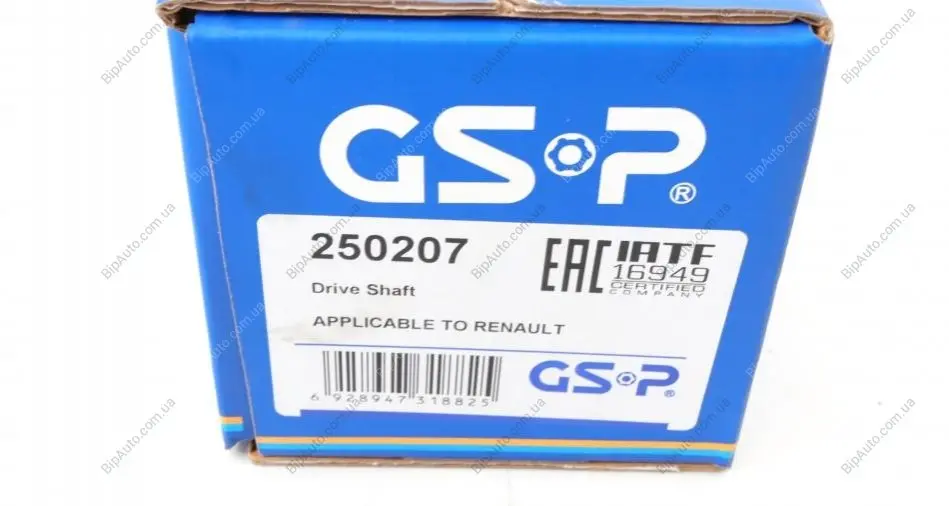 GSP®
250207
EAC
IATF
16949
CERTIFIED
COMPANY
Drive Shaft
APPLICABLE TO RENAULT
6 928947 318825
GSP®
BipAuto.com.ua